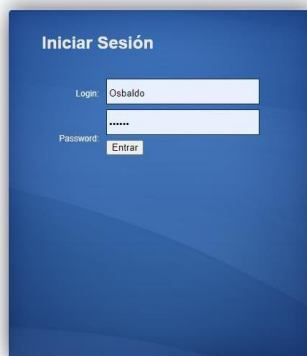 Iniciar Sesión
Login: Osbaldo
Password: ••••••
Entrar